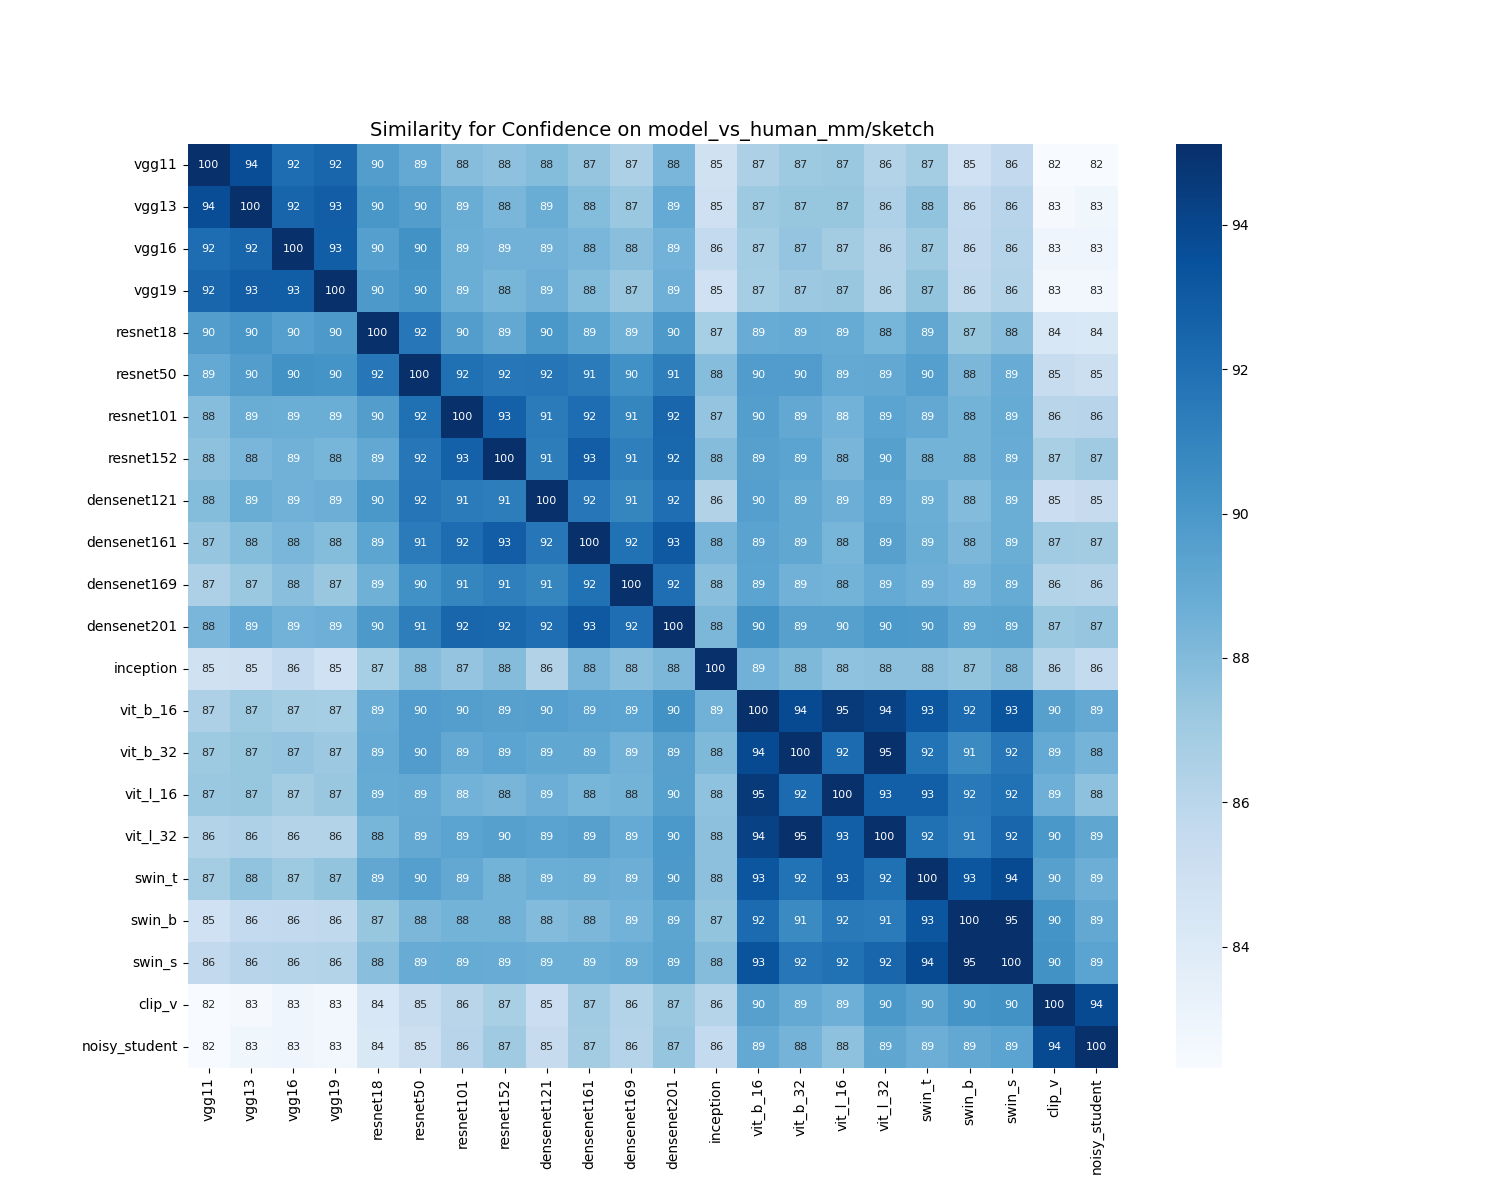 Similarity for Confidence on model_vs_human_mm/sketch
vgg11 100 94 92 92 90 89 88 88 88 87 87 88 85 87 87 87 86 87 85 86 82 82
vgg13 94 100 92 93 90 90 89 88 89 88 87 89 85 87 87 87 86 88 86 86 83 83
vgg16 92 92 100 93 90 90 89 89 89 88 88 89 86 87 87 87 86 87 86 86 83 83
vgg19 92 93 93 100 90 90 89 88 89 88 87 89 85 87 87 87 86 87 86 86 83 83
resnet18 90 90 90 90 100 92 90 89 90 89 89 90 87 89 89 89 88 89 87 88 84 84
resnet50 89 90 90 90 92 100 92 92 92 91 90 91 88 90 90 89 89 90 88 89 85 85
resnet101 88 89 89 89 90 92 100 93 91 92 91 92 87 90 89 88 89 89 88 89 86 86
resnet152 88 88 89 88 89 92 93 100 91 93 91 92 88 89 89 88 90 88 88 89 87 87
densenet121 88 89 89 89 90 92 91 91 100 92 91 92 86 90 89 89 89 89 88 89 85 85
densenet161 87 88 88 88 89 91 92 93 92 100 92 93 88 89 89 88 89 89 88 89 87 87
densenet169 87 87 88 87 89 90 91 91 91 92 100 92 88 89 89 88 89 89 89 89 86 86
densenet201 88 89 89 89 90 91 92 92 92 93 92 100 88 90 89 90 90 90 89 89 87 87
inception 85 85 86 85 87 88 87 88 86 88 88 88 100 89 88 88 88 88 87 88 86 86
vit_b_16 87 87 87 87 89 90 90 89 90 89 89 90 89 100 94 95 94 93 92 93 90 89
vit_b_32 87 87 87 87 89 90 89 89 89 89 89 89 88 94 100 92 95 92 91 92 89 88
vit_l_16 87 87 87 87 89 89 88 88 89 88 88 90 88 95 92 100 93 93 92 92 89 88
vit_l_32 86 86 86 86 88 89 89 90 89 89 89 90 88 94 95 93 100 92 91 92 90 89
swin_t 87 88 87 87 89 90 89 88 89 89 89 90 88 93 92 93 92 100 93 94 90 89
swin_b 85 86 86 86 87 88 88 88 88 88 89 89 87 92 91 92 91 93 100 95 90 89
swin_s 86 86 86 86 88 89 89 89 89 89 89 89 88 93 92 92 92 94 95 100 90 89
clip_v 82 83 83 83 84 85 86 87 85 87 86 87 86 90 89 89 90 90 90 90 100 94
noisy_student 82 83 83 83 84 85 86 87 85 87 86 87 86 89 88 88 89 89 89 89 94 100
vgg11
vgg13
vgg16
vgg19
resnet18
resnet50
resnet101
resnet152
densenet121
densenet161
densenet169
densenet201
inception
vit_b_16
vit_b_32
vit_l_16
vit_l_32
swin_t
swin_b
swin_s
clip_v
noisy_student
94
92
90
88
86
84